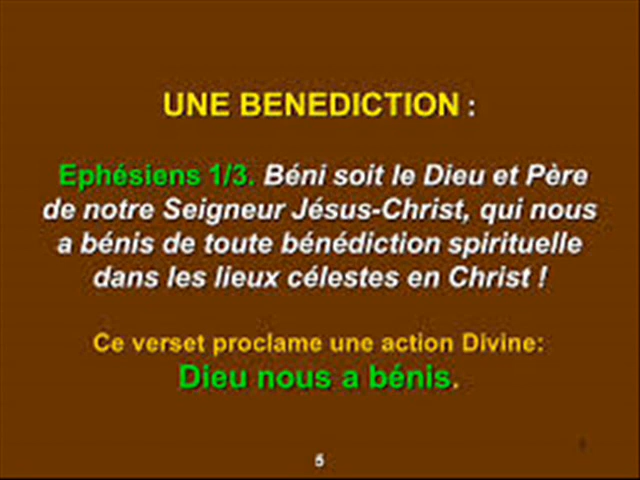 UNE BENEDICTION :
Ephésiens 1/3. Béni soit le Dieu et Père
de notre Seigneur Jésus-Christ, qui nous
a bénis de toute bénédiction spirituelle
dans les lieux célestes en Christ !
Ce verset proclame une action Divine:
Dieu nous a bénis.